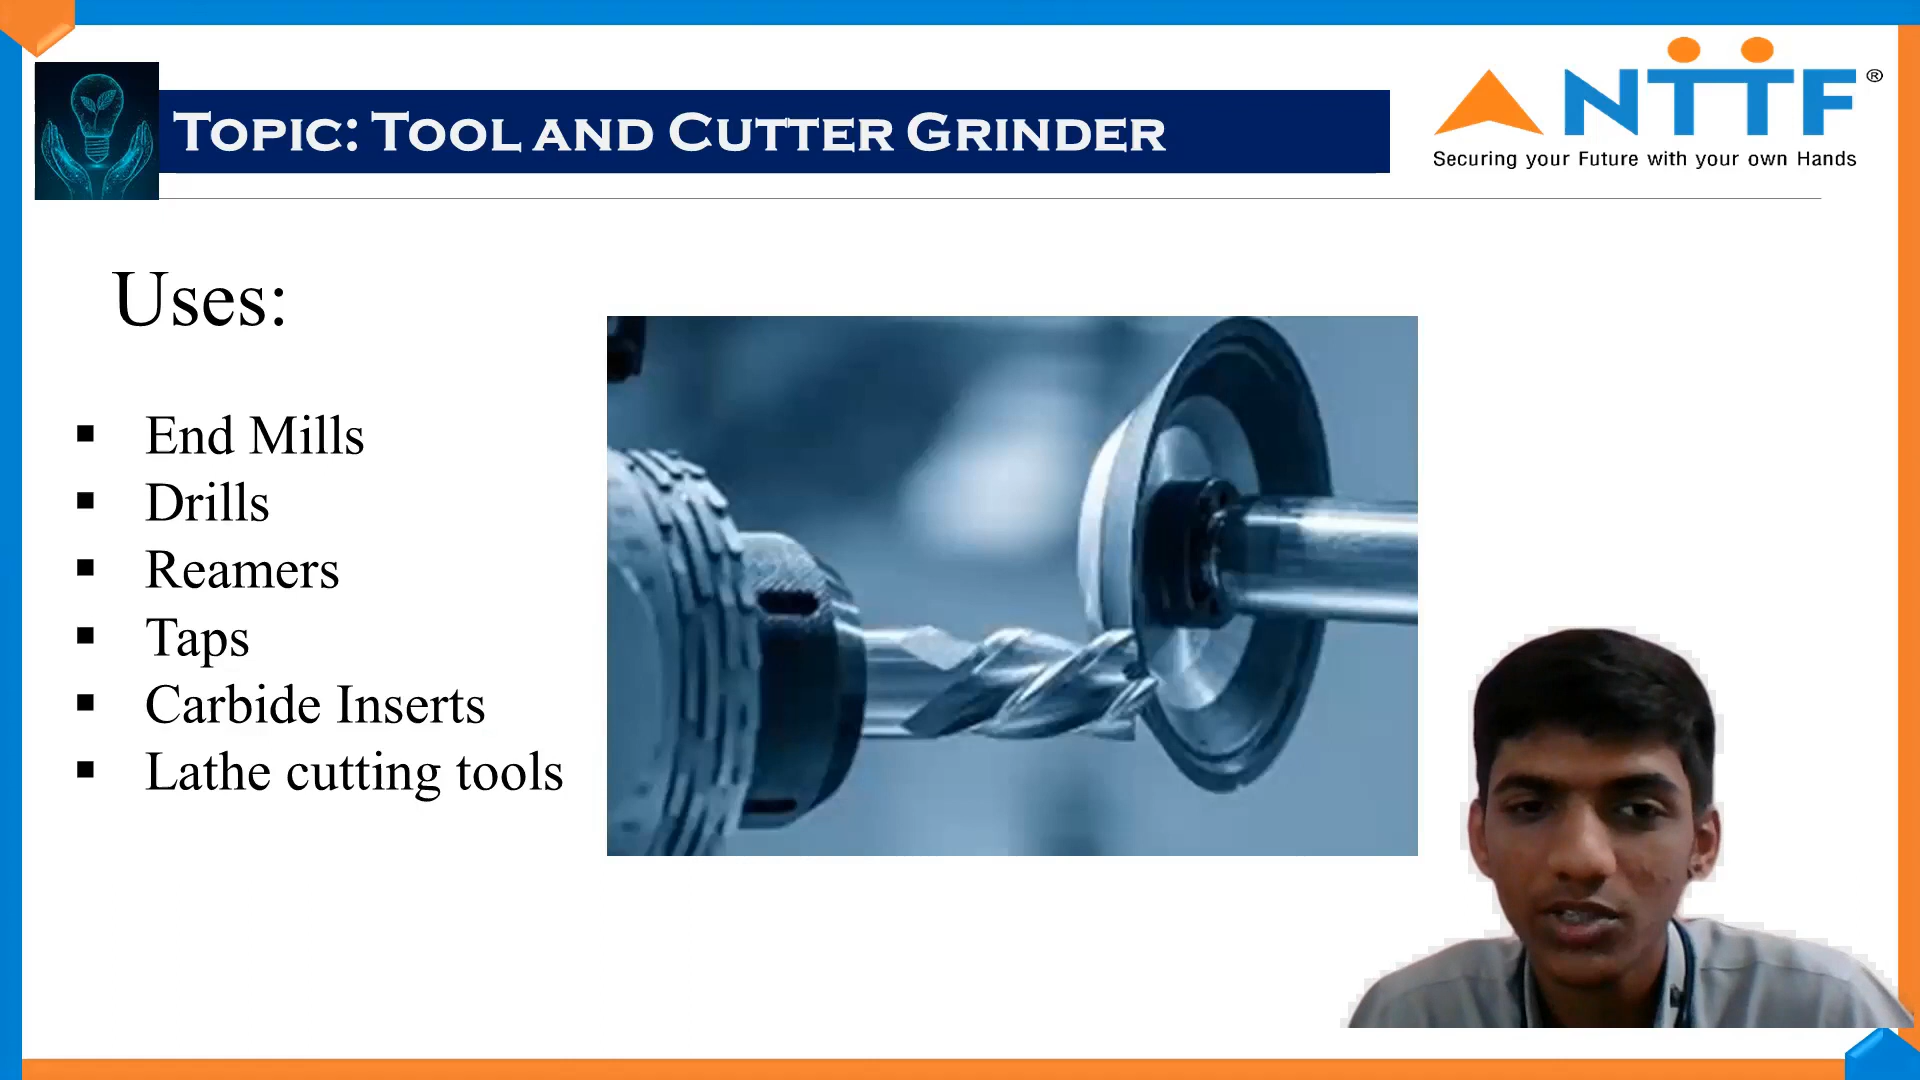 TOPIC: TOOL AND CUTTER GRINDER
NTTF®
Securing your Future with your own Hands
Uses:
▪ End Mills
▪ Drills
▪ Reamers
▪ Taps
▪ Carbide Inserts
▪ Lathe cutting tools